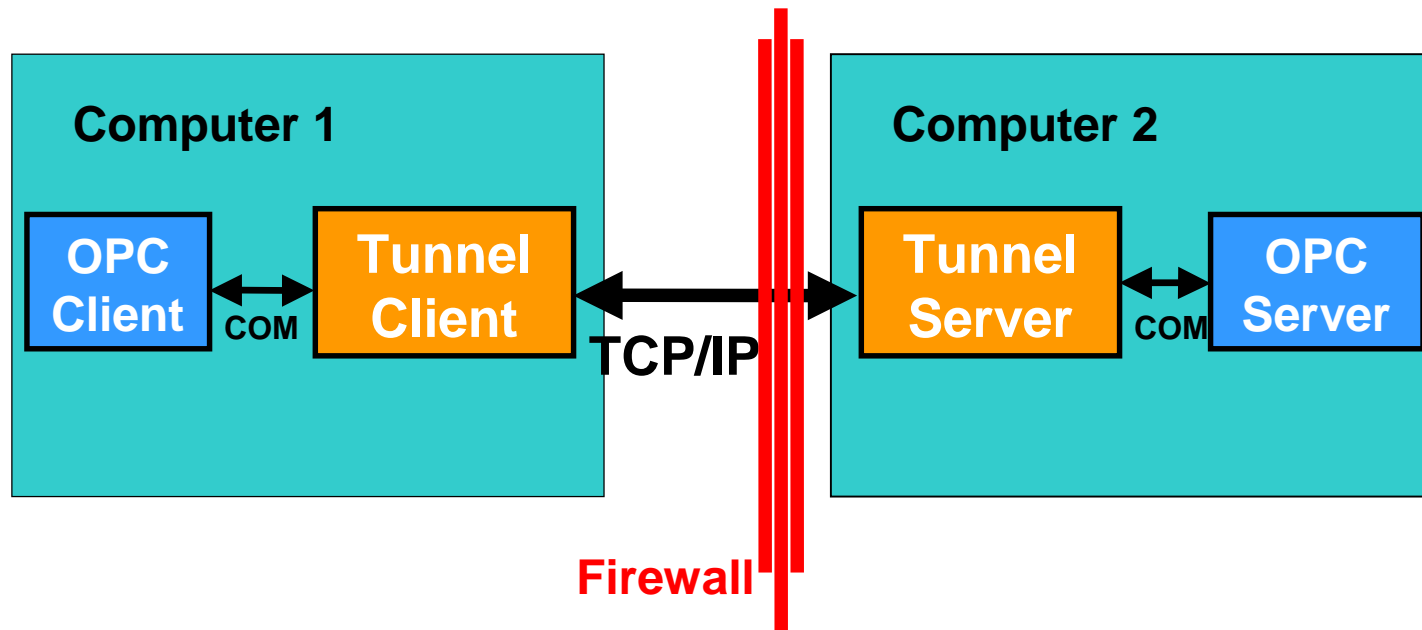 Computer 1
OPC
Client
COM
Tunnel
Client
TCP/IP
Firewall
Computer 2
Tunnel
Server
COM
OPC
Server